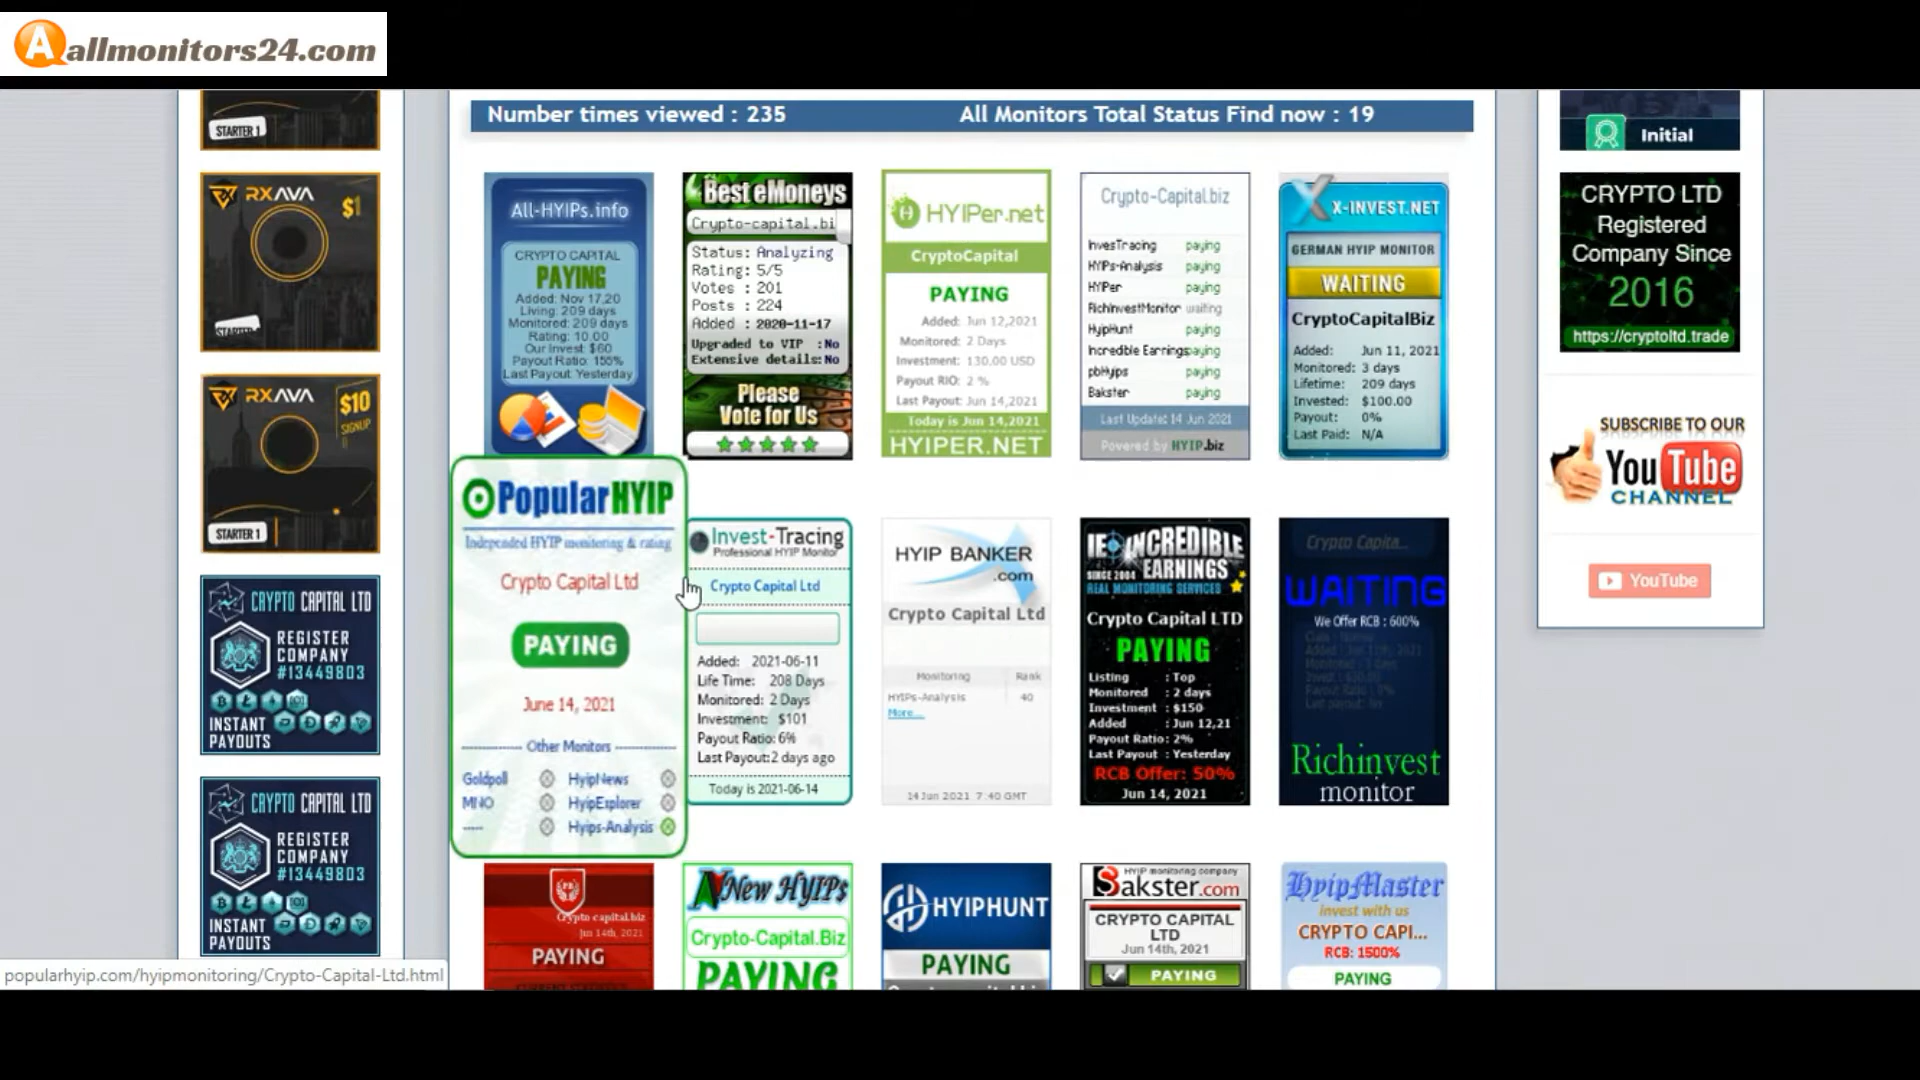 allmonitors24.com
Number times viewed : 235
All Monitors Total Status Find now : 19
STARTER 1
RXAVA
$1
RXAVA
$10
SIGNUP
STARTER 1
CRYPTO CAPITAL LTD
REGISTER
COMPANY
#13449803
INSTANT
PAYOUTS
CRYPTO CAPITAL LTD
REGISTER
COMPANY
#13449803
INSTANT
PAYOUTS
All-HYIPs.info
CRYPTO CAPITAL
PAYING
Added: Nov 17,20
Living: 209 days
Monitored: 209 days
Rating: 10.00
Our Invest: $60
Payout Ratio: 155%
Last Payout: Yesterday
Best eMoneys
Crypto-capital.bi
Status: Analyzing
Rating: 5/5
Votes : 201
Posts : 224
Added : 2020-11-17
Upgraded to VIP :No
Extensive details:No
Please
Vote for Us
HYIPer.net
CryptoCapital
PAYING
Added: Jun 12,2021
Monitored: 2 Days
Investment: 130.00 USD
Payout RIO: 2 %
Last Payout: Jun 14,2021
Today is Jun 14,2021
HYIPER.NET
Crypto-Capital.biz
InvesTracing paying
HYIPs-Analysis paying
HYIPer paying
RichInvestMonitor waiting
HyipHunt paying
Incredible Earnings paying
pbHyips paying
Bakster paying
Last Update: 14 Jun 2021
Powered by HYIP.biz
X-INVEST.NET
GERMAN HYIP MONITOR
WAITING
CryptoCapitalBiz
Added: Jun 11, 2021
Monitored: 3 days
Lifetime: 209 days
Invested: $100.00
Payout: 0%
Last Paid: N/A
PopularHYIP
Independed HYIP monitoring & rating
Crypto Capital Ltd
PAYING
June 14, 2021
Other Monitors
Goldpoll HyipNews
MNO HyipExplorer
----- Hyips-Analysis
Invest-Tracing
Professional HYIP Monitor
Crypto Capital Ltd
Added: 2021-06-11
Life Time: 208 Days
Monitored: 2 Days
Investment: $101
Payout Ratio: 6%
Last Payout:2 days ago
Today is 2021-06-14
HYIP BANKER
.com
Crypto Capital Ltd
Monitoring Rank
HYIPs-Analysis 40
More...
14 Jun 2021 7:40 GMT
INCREDIBLE
EARNINGS
SINCE 2004
REAL MONITORING SERVICES
Crypto Capital LTD
PAYING
Listing : Top
Monitored : 2 days
Investment : $150
Added : Jun 12,21
Payout Ratio: 2%
Last Payout : Yesterday
RCB Offer: 50%
Jun 14, 2021
Crypto Capita...
WAITING
We Offer RCB : 600%
Richinvest
monitor
Crypto capital.biz
Jun 14th, 2021
PAYING
New HYIPs
Crypto-Capital.Biz
PAYING
HYIPHUNT
PAYING
HYIP monitoring company
Bakster.com
CRYPTO CAPITAL
LTD
Jun 14th, 2021
PAYING
HyipMaster
invest with us
CRYPTO CAPI...
RCB: 1500%
PAYING
Initial
CRYPTO LTD
Registered
Company Since
2016
https://cryptoltd.trade
SUBSCRIBE TO OUR
YouTube
CHANNEL
YouTube
popularhyip.com/hyipmonitoring/Crypto-Capital-Ltd.html